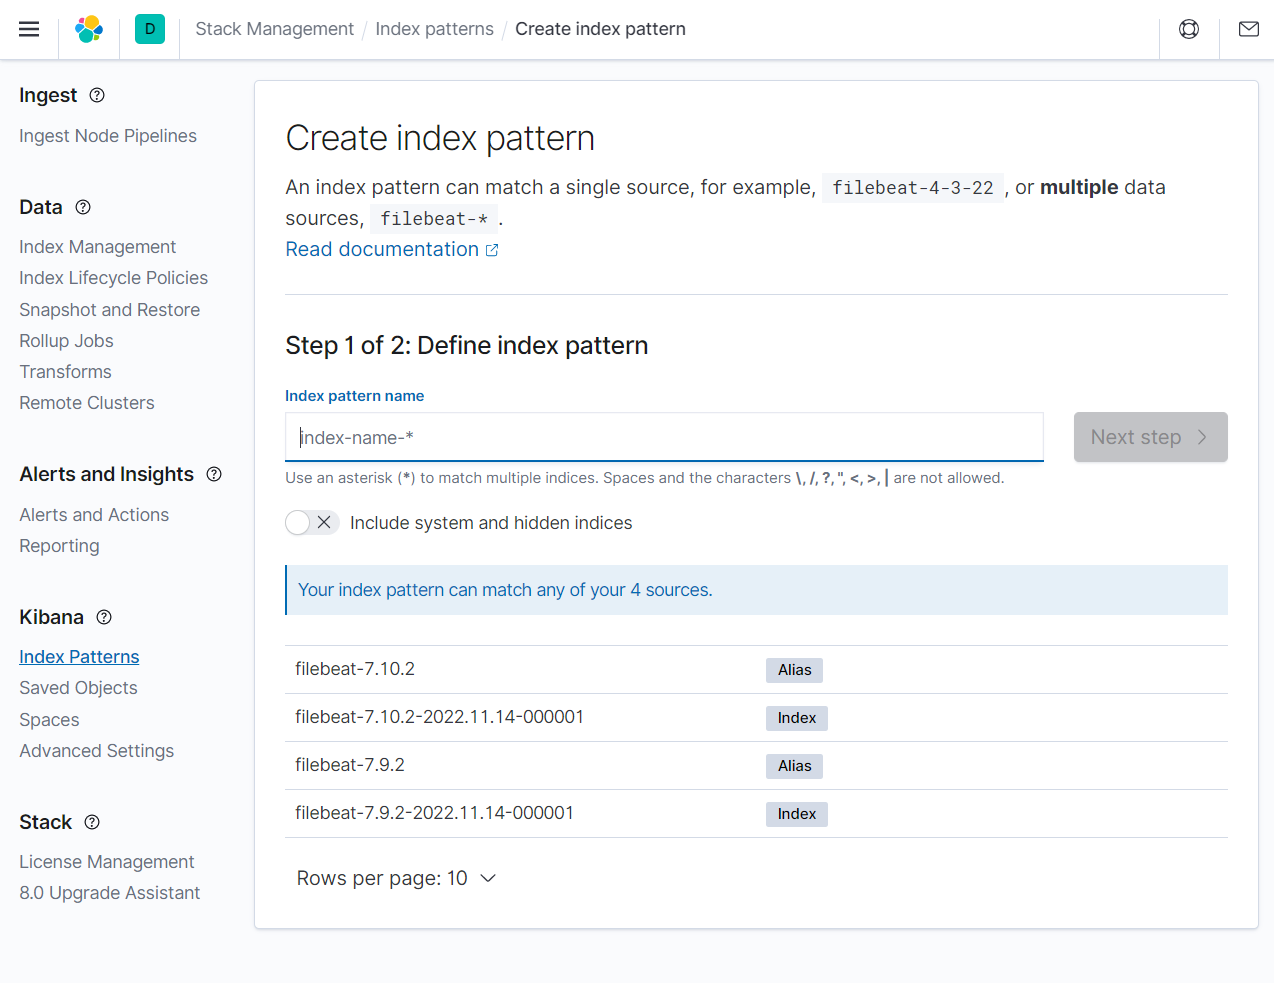 D Stack Management / Index patterns / Create index pattern
Ingest
Ingest Node Pipelines
Data
Index Management
Index Lifecycle Policies
Snapshot and Restore
Rollup Jobs
Transforms
Remote Clusters
Alerts and Insights
Alerts and Actions
Reporting
Kibana
Index Patterns
Saved Objects
Spaces
Advanced Settings
Stack
License Management
8.0 Upgrade Assistant
Create index pattern
An index pattern can match a single source, for example, filebeat-4-3-22 , or multiple data
sources, filebeat-* .
Read documentation
Step 1 of 2: Define index pattern
Index pattern name
index-name-*
Next step
Use an asterisk (*) to match multiple indices. Spaces and the characters \, /, ?, ", <, >, | are not allowed.
Include system and hidden indices
Your index pattern can match any of your 4 sources.
filebeat-7.10.2 Alias
filebeat-7.10.2-2022.11.14-000001 Index
filebeat-7.9.2 Alias
filebeat-7.9.2-2022.11.14-000001 Index
Rows per page: 10